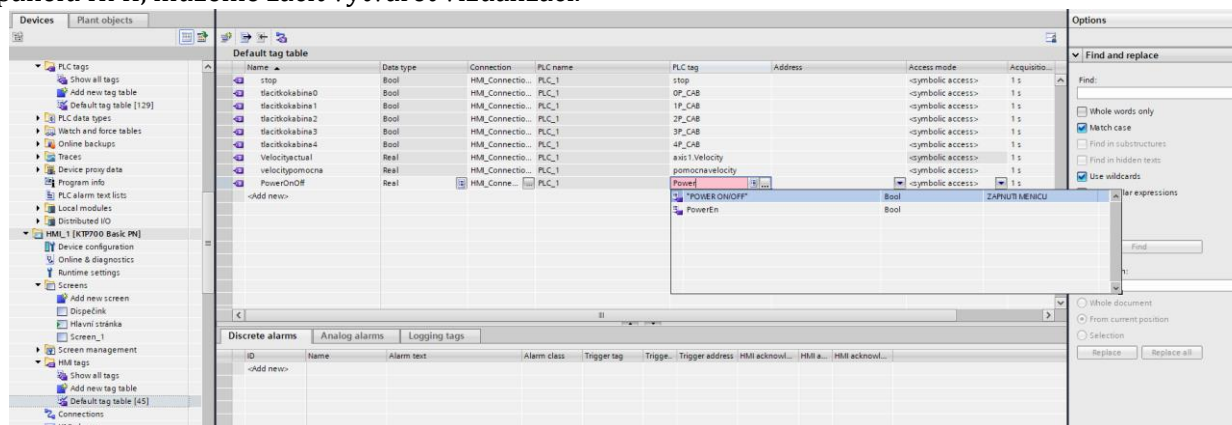 Devices Plant objects
Options
Default tag table
Find and replace
Name Data type Connection PLC name PLC tag Address Access mode Acquisitio...
stop Bool HMI_Connectio... PLC_1 stop <symbolic access> 1 s
tlacitkokabina0 Bool HMI_Connectio... PLC_1 0P_CAB <symbolic access> 1 s
tlacitkokabina1 Bool HMI_Connectio... PLC_1 1P_CAB <symbolic access> 1 s
tlacitkokabina2 Bool HMI_Connectio... PLC_1 2P_CAB <symbolic access> 1 s
tlacitkokabina3 Bool HMI_Connectio... PLC_1 3P_CAB <symbolic access> 1 s
tlacitkokabina4 Bool HMI_Connectio... PLC_1 4P_CAB <symbolic access> 1 s
Velocityactual Real HMI_Connectio... PLC_1 axis1.Velocity <symbolic access> 1 s
velocitypomocna Real HMI_Connectio... PLC_1 pomocnavelocity <symbolic access> 1 s
PowerOnOff Real HMI_Conne... PLC_1 Power <symbolic access> 1 s
<Add new>
"POWER ON/OFF" Bool ZAPNUTI MENICU
PowerEn Bool
PLC tags
Show all tags
Add new tag table
Default tag table [129]
PLC data types
Watch and force tables
Online backups
Traces
Device proxy data
Program info
PLC alarm text lists
Local modules
Distributed I/O
HMI_1 [KTP700 Basic PN]
Device configuration
Online & diagnostics
Runtime settings
Screens
Add new screen
Dispečink
Hlavní stránka
Screen_1
Screen management
HMI tags
Show all tags
Add new tag table
Default tag table [45]
Connections
Discrete alarms Analog alarms Logging tags
ID Name Alarm text Alarm class Trigger tag Trigge.. Trigger address HMI acknowl... HMI a... HMI acknowl...
<Add new>
Find:
Whole words only
Match case
Find in substructures
Find in hidden texts
Use wildcards
lar expressions
Find
Whole document
From current position
Selection
Replace Replace all